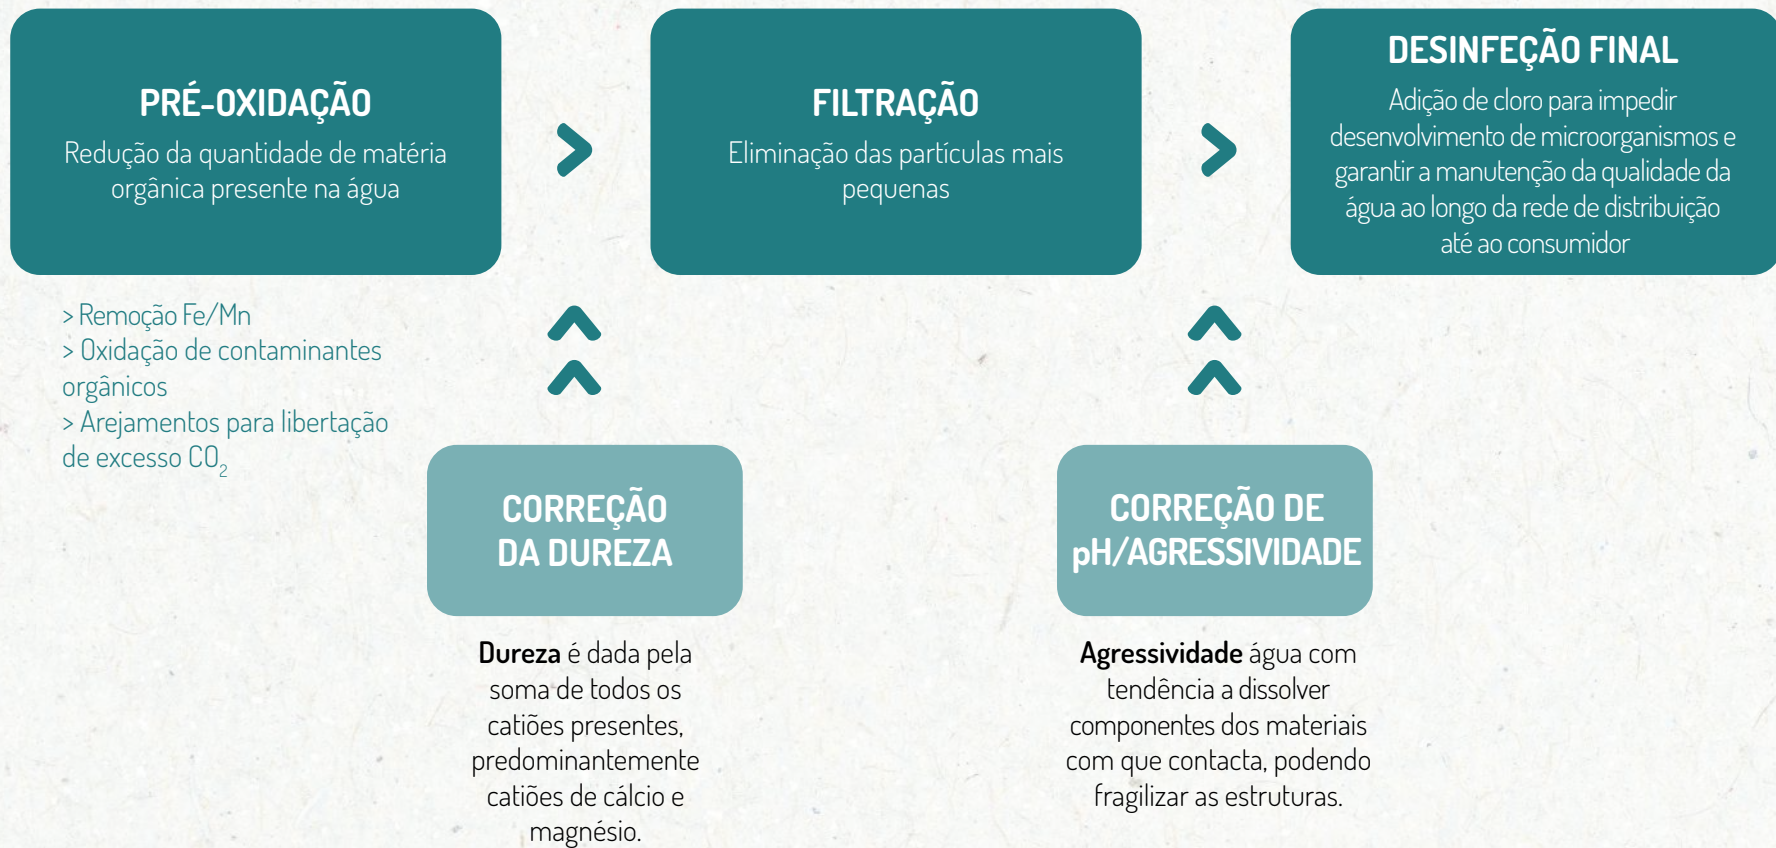 PRÉ-OXIDAÇÃO
Redução da quantidade de matéria
orgânica presente na água
>
FILTRAÇÃO
Eliminação das partículas mais
pequenas
>
DESINFEÇÃO FINAL
Adição de cloro para impedir
desenvolvimento de microorganismos e
garantir a manutenção da qualidade da
água ao longo da rede de distribuição
até ao consumidor
> Remoção Fe/Mn
> Oxidação de contaminantes
orgânicos
> Arejamentos para libertação
de excesso CO₂
CORREÇÃO
DA DUREZA
Dureza é dada pela
soma de todos os
catiões presentes,
predominantemente
catiões de cálcio e
magnésio.
CORREÇÃO DE
pH/AGRESSIVIDADE
Agressividade água com
tendência a dissolver
componentes dos materiais
com que contacta, podendo
fragilizar as estruturas.